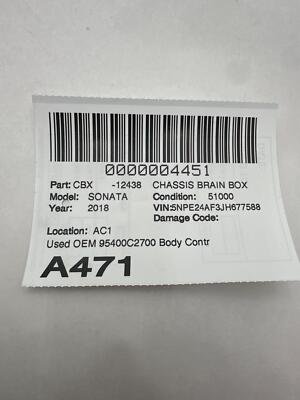 0000004451
Part: CBX -12438 CHASSIS BRAIN BOX
Model: SONATA Condition: 51000
Year: 2018 VIN:5NPE24AF3JH677588
Damage Code:
Location: AC1
Used OEM 95400C2700 Body Contr
A471